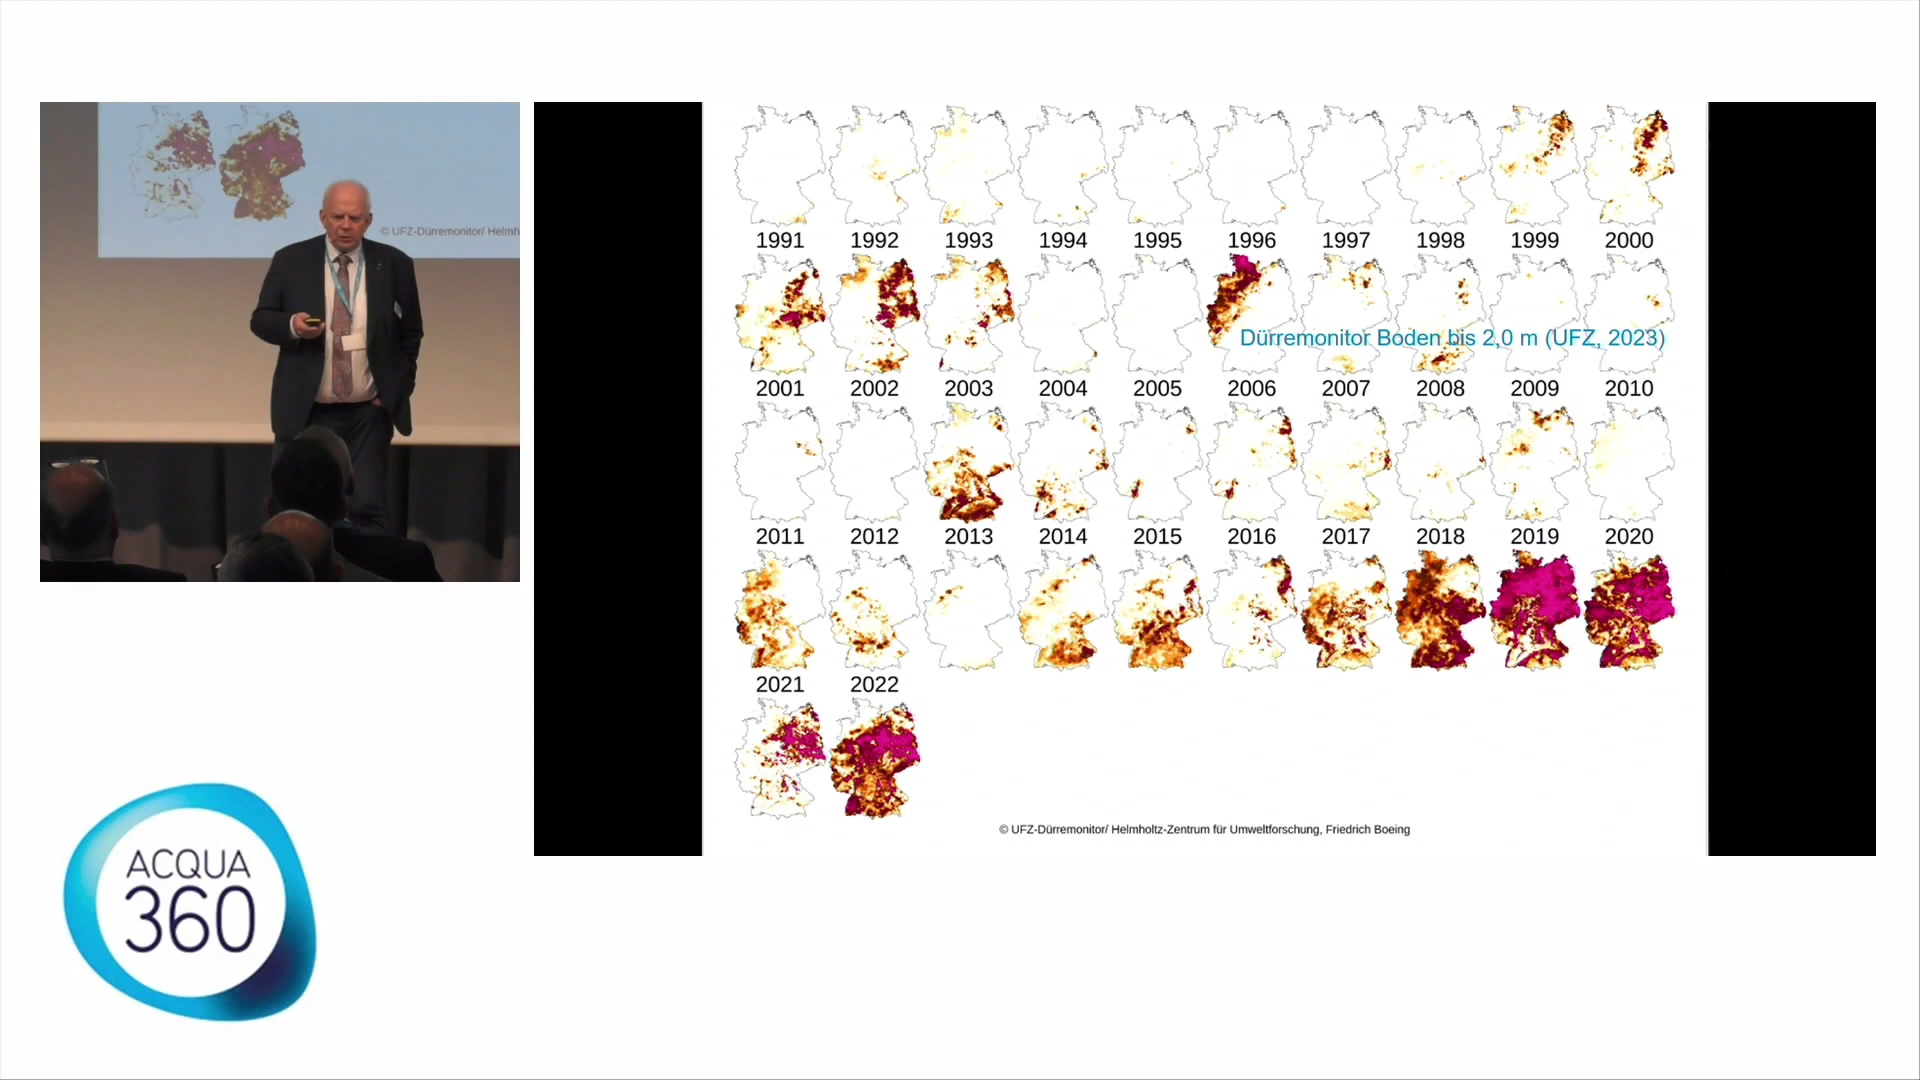 © UFZ-Dürremonitor/ Helmh
1991 1992 1993 1994 1995 1996 1997 1998 1999 2000
Dürremonitor Boden bis 2,0 m (UFZ, 2023)
2001 2002 2003 2004 2005 2006 2007 2008 2009 2010
2011 2012 2013 2014 2015 2016 2017 2018 2019 2020
2021 2022
© UFZ-Dürremonitor/ Helmholtz-Zentrum für Umweltforschung, Friedrich Boeing
ACQUA
360